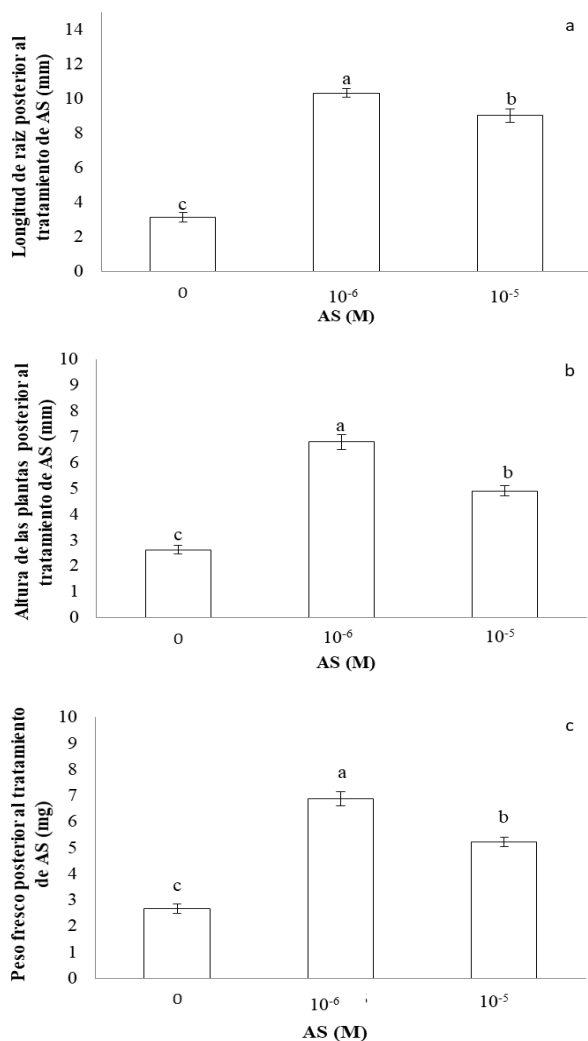 a
Longitud de raiz posterior al
tratamiento de AS (mm)
14
12
10
8
6
4
2
0
c
a
b
0
10⁻⁶
10⁻⁵
AS (M)
b
Altura de las plantas posterior al
tratamiento de AS (mm)
10
9
8
7
6
5
4
3
2
1
0
c
a
b
0
10⁻⁶
10⁻⁵
AS (M)
c
Peso fresco posterior al tratamiento
de AS (mg)
10
9
8
7
6
5
4
3
2
1
0
c
a
b
0
10⁻⁶
10⁻⁵
AS (M)